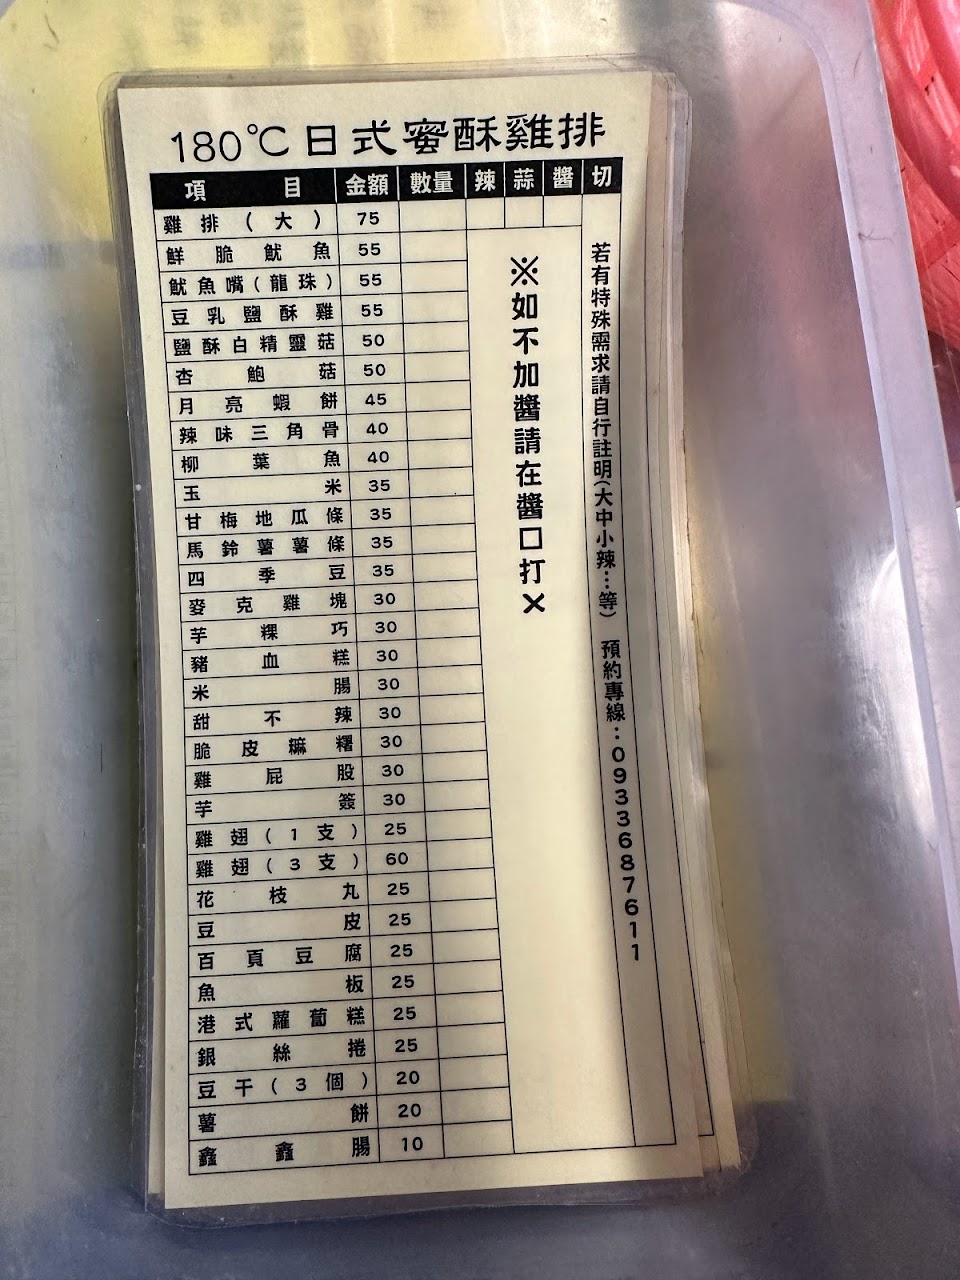 180℃日式蜜酥雞排
項目 金額 數量 辣 蒜 醬 切
雞排(大) 75
鮮脆魷魚 55
魷魚嘴(龍珠) 55
豆乳鹽酥雞 55
鹽酥白精靈菇 50
杏鮑菇 50
月亮蝦餅 45
辣味三角骨 40
柳葉魚 40
玉米 35
甘梅地瓜條 35
馬鈴薯薯條 35
四季豆 35
麥克雞塊 30
芋粿巧 30
豬血糕 30
米腸 30
甜不辣 30
脆皮麻糬 30
雞屁股 30
芋簽 30
雞翅(1支) 25
雞翅(3支) 60
花枝丸 25
豆皮 25
百頁豆腐 25
魚板 25
港式蘿蔔糕 25
銀絲捲 25
豆干(3個) 20
薯餅 20
鑫鑫腸 10
※如不加醬請在醬口打✕
若有特殊需求請自行註明(大中小辣…等) 預約專線:0933687611